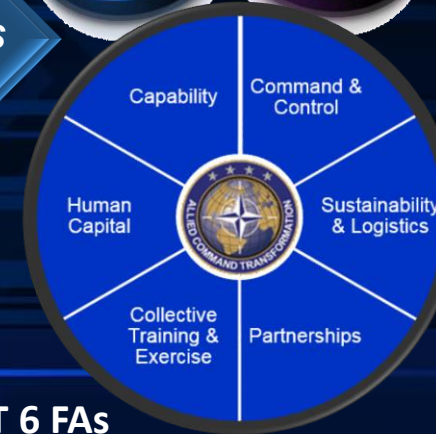 S
Capability
Command &
Control
Human
Capital
ALLIED COMMAND TRANSFORMATION
Sustainability
& Logistics
Collective
Training &
Exercise
Partnerships
T 6 FAs